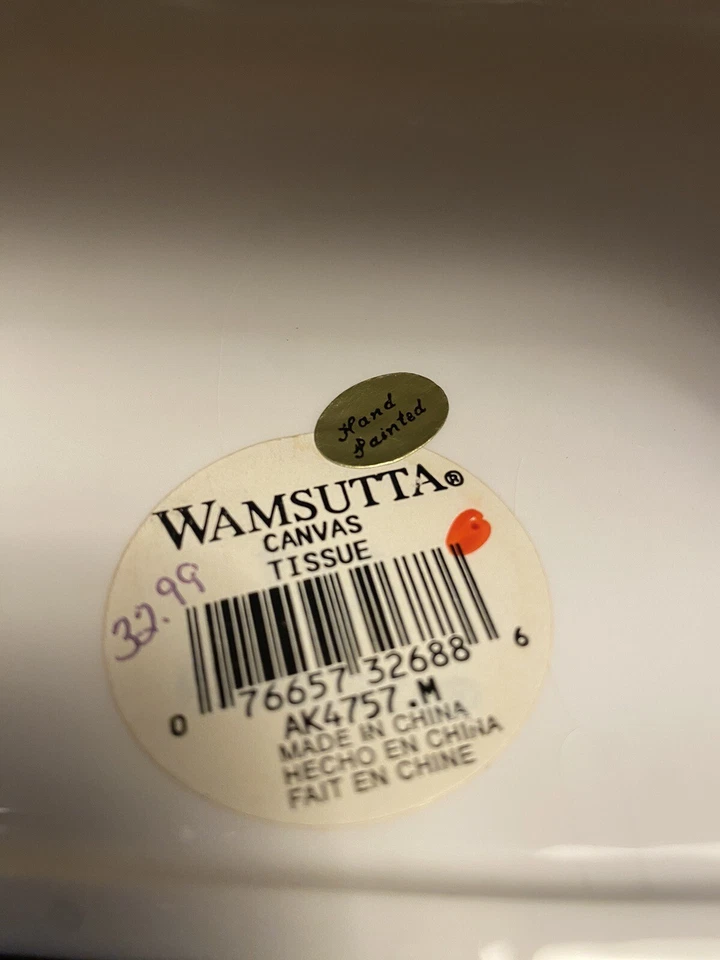 Hand
Painted
WAMSUTTA®
CANVAS
TISSUE
32.99
0 76657 32688 6
AK4757.M
MADE IN CHINA
HECHO EN CHINA
FAIT EN CHINE